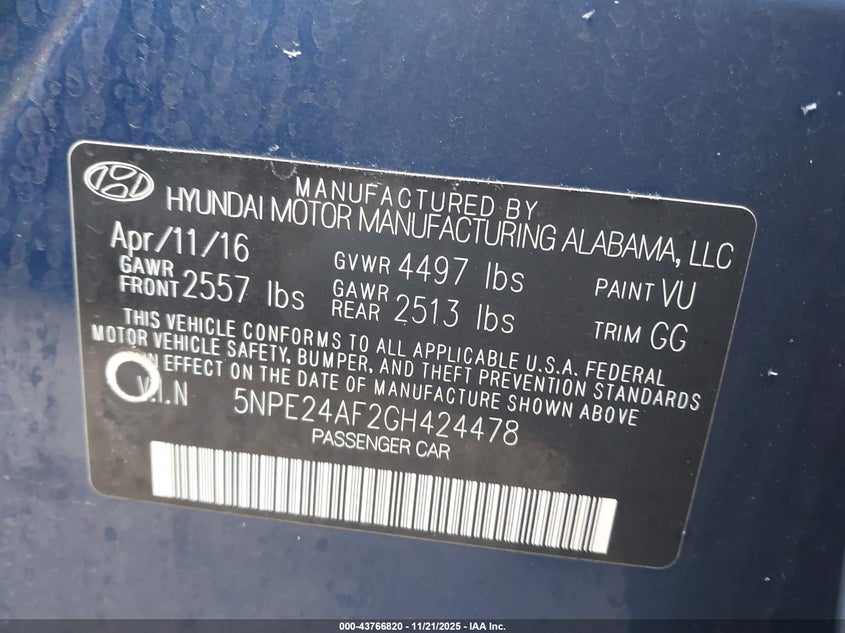 MANUFACTURED BY
HYUNDAI MOTOR MANUFACTURING ALABAMA, LLC
Apr/11/16 GVWR 4497 lbs PAINT VU
GAWR FRONT 2557 lbs GAWR REAR 2513 lbs TRIM GG
THIS VEHICLE CONFORMS TO ALL APPLICABLE U.S.A. FEDERAL
MOTOR VEHICLE SAFETY, BUMPER, AND THEFT PREVENTION STANDARDS
IN EFFECT ON THE DATE OF MANUFACTURE SHOWN ABOVE
V.I.N 5NPE24AF2GH424478
PASSENGER CAR
000-43766820 - 11/21/2025 - IAA Inc.